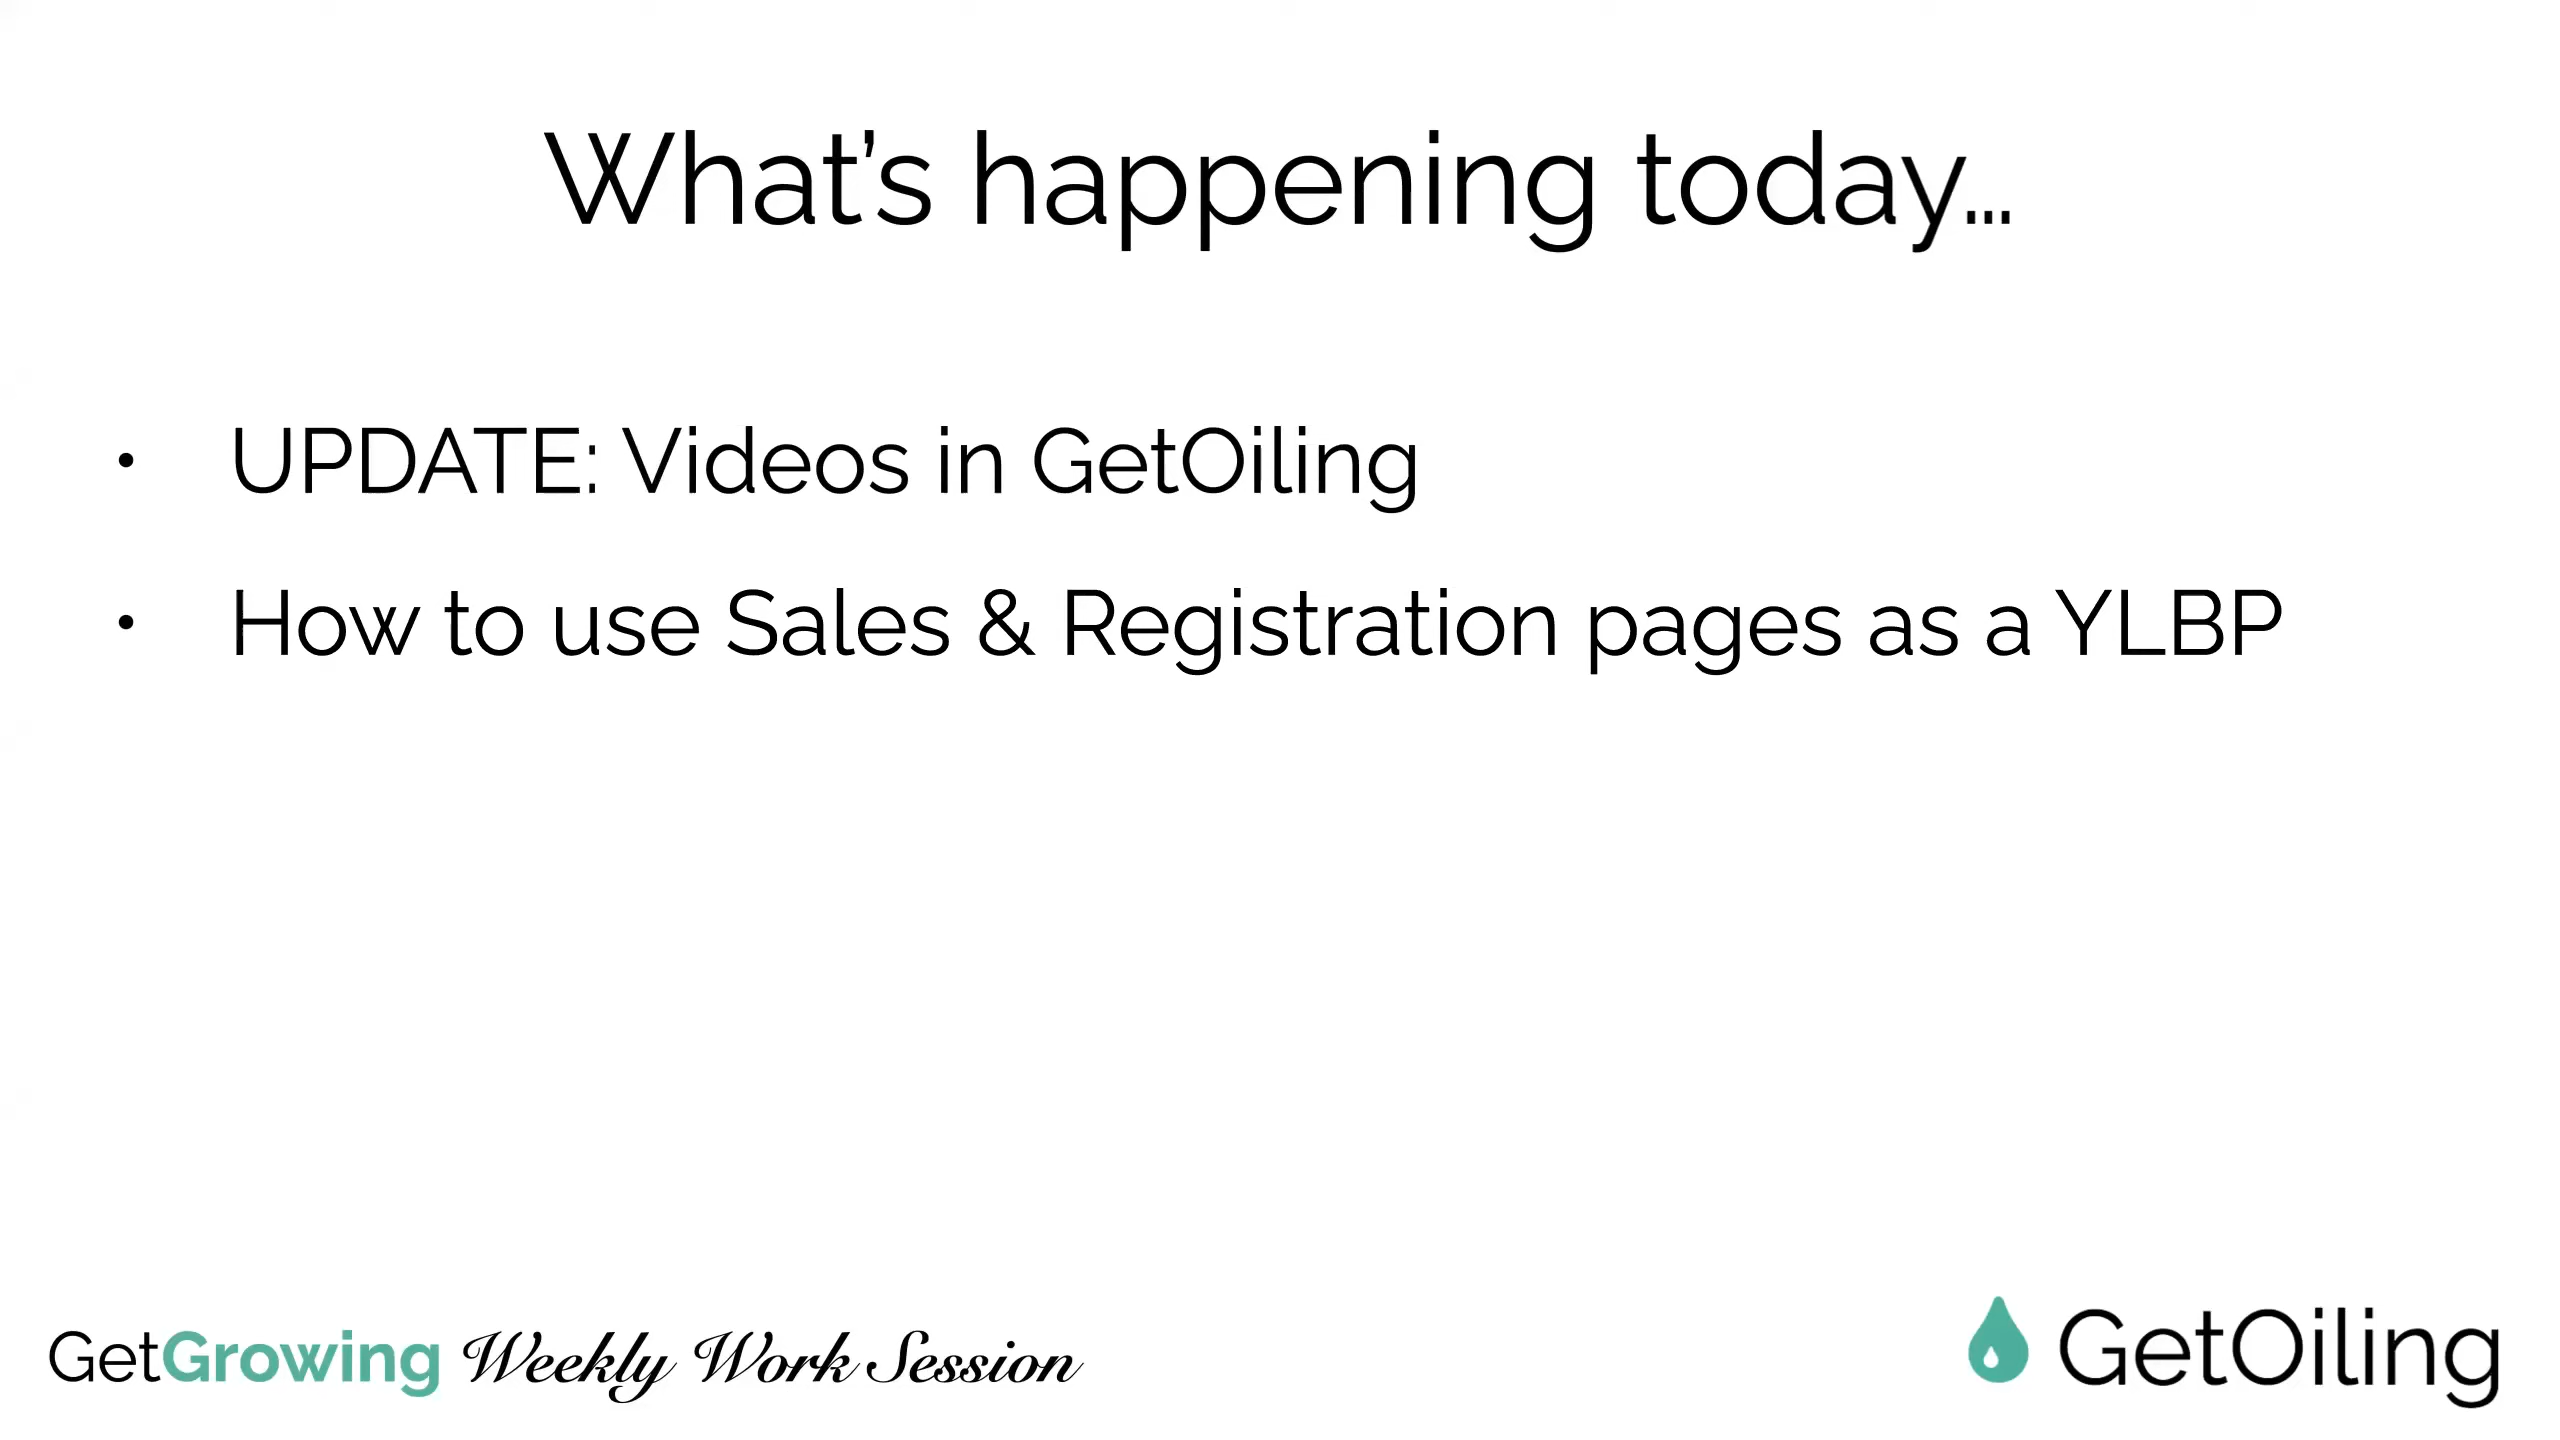 What’s happening today...
• UPDATE: Videos in GetOiling
• How to use Sales & Registration pages as a YLBP
GetGrowing Weekly Work Session
GetOiling